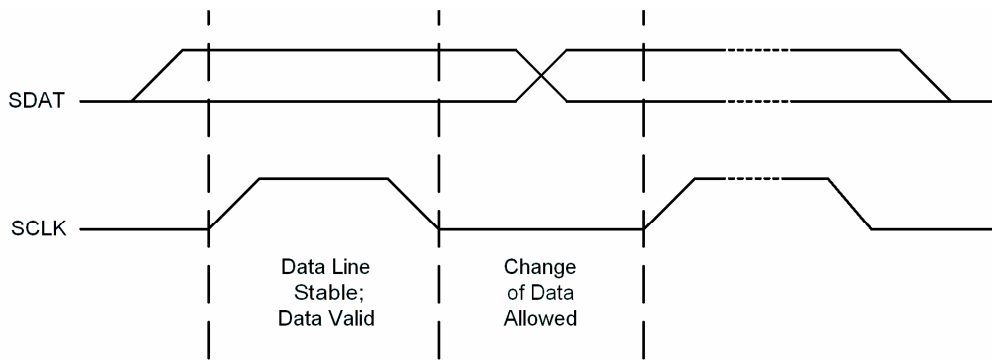 SDAT
SCLK
Data Line
Stable;
Data Valid
Change
of Data
Allowed